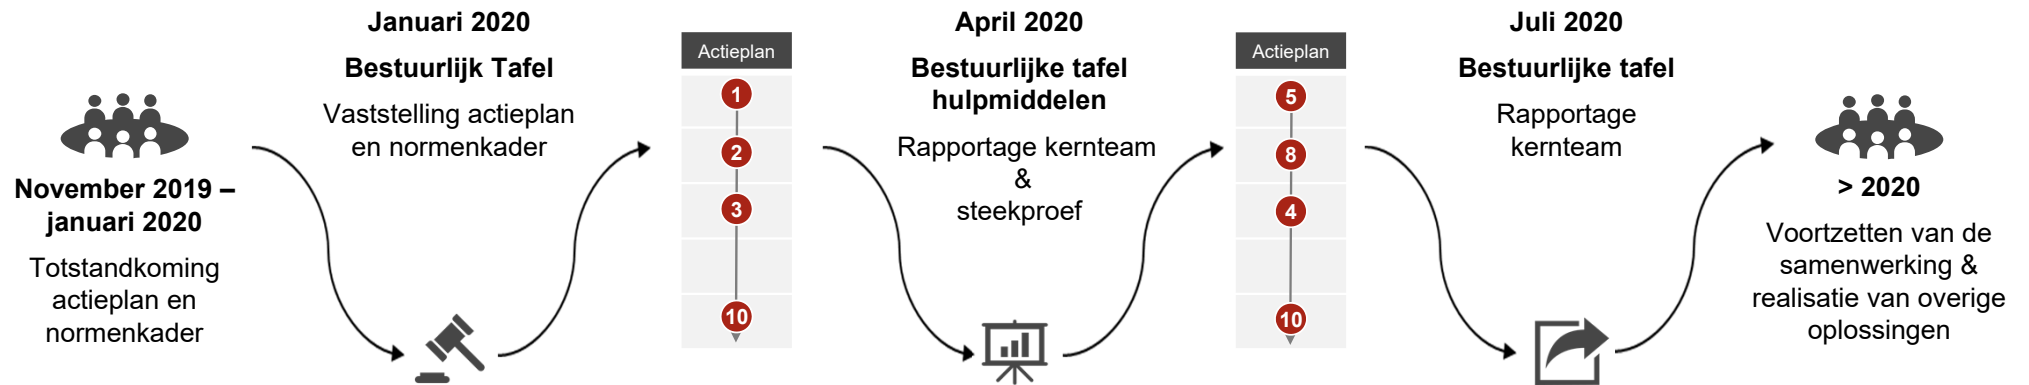 November 2019 –
januari 2020
Totstandkoming
actieplan en
normenkader
Januari 2020
Bestuurlijk Tafel
Vaststelling actieplan
en normenkader
Actieplan
1
2
3
10
April 2020
Bestuurlijke tafel
hulpmiddelen
Rapportage kernteam
&
steekproef
Actieplan
5
8
4
10
Juli 2020
Bestuurlijke tafel
Rapportage
kernteam
> 2020
Voortzetten van de
samenwerking &
realisatie van overige
oplossingen